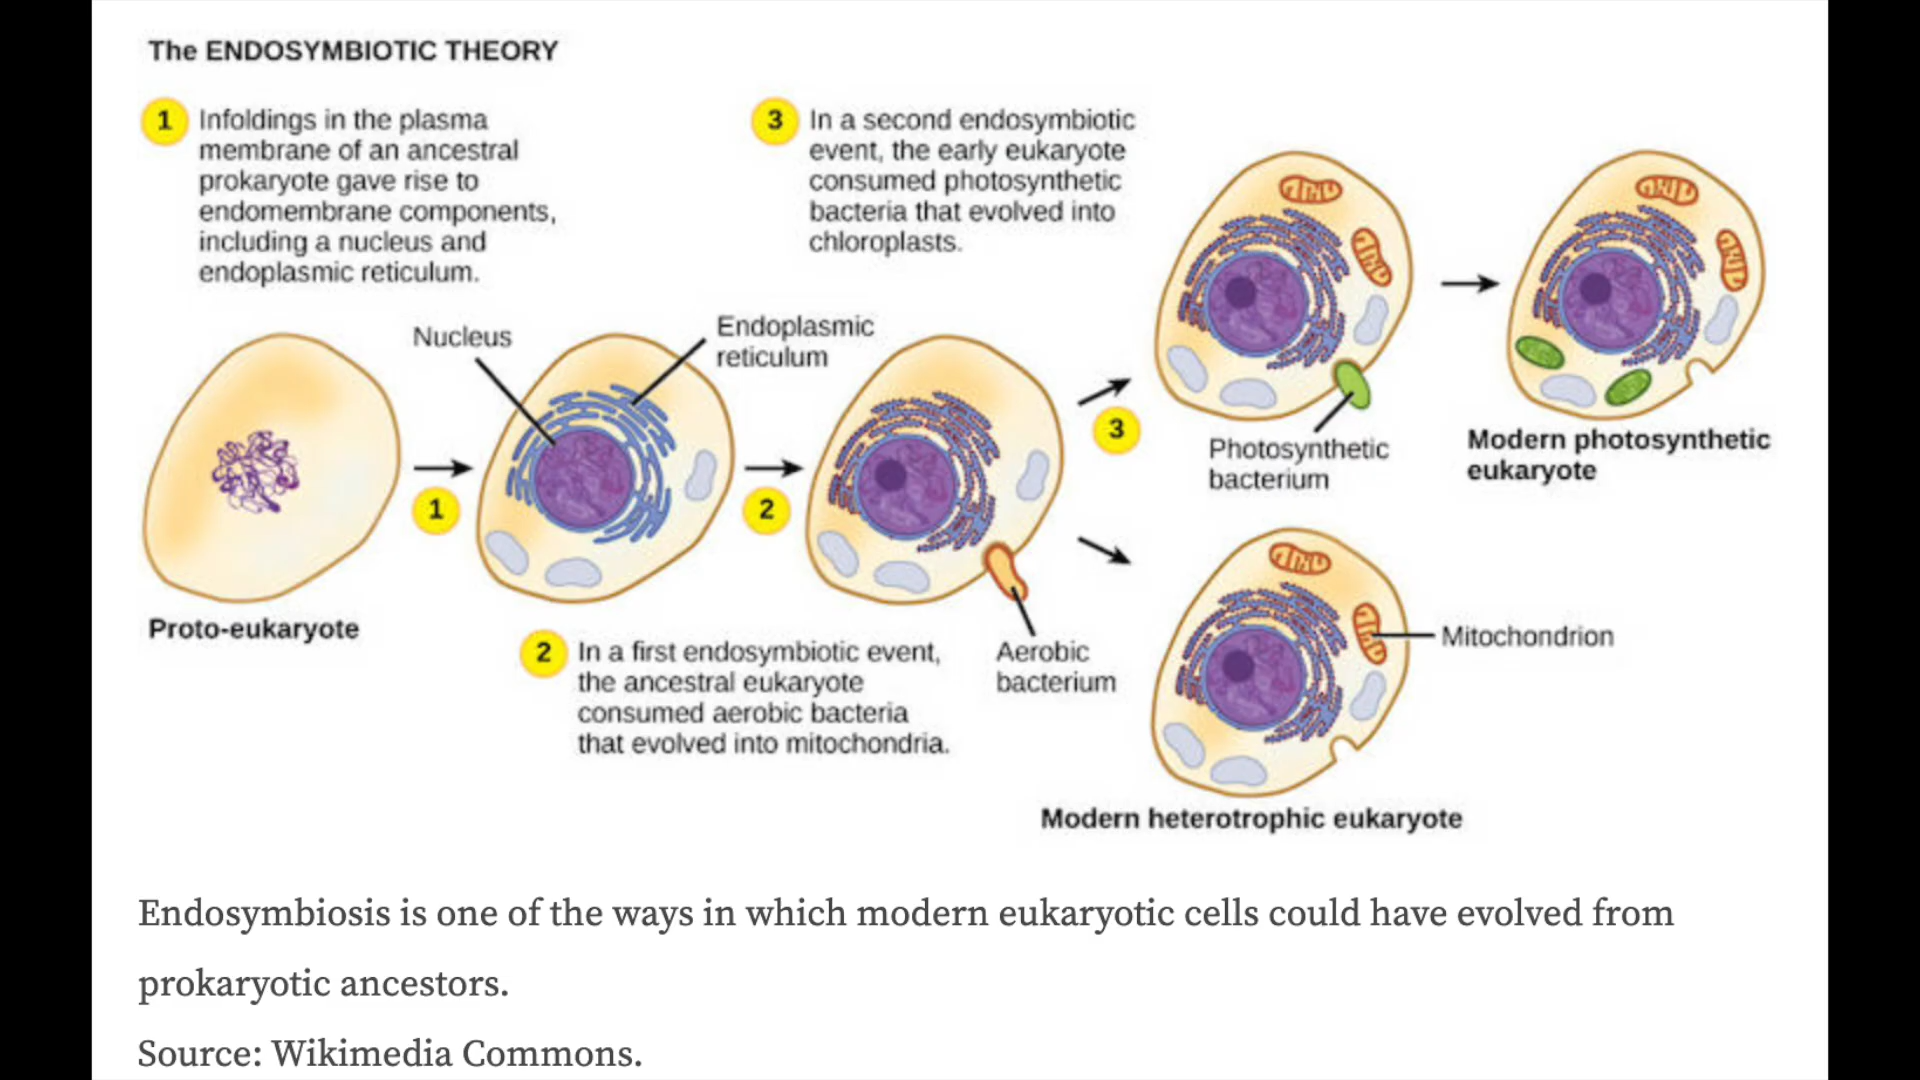 The ENDOSYMBIOTIC THEORY
1
Infoldings in the plasma
membrane of an ancestral
prokaryote gave rise to
endomembrane components,
including a nucleus and
endoplasmic reticulum.
3
In a second endosymbiotic
event, the early eukaryote
consumed photosynthetic
bacteria that evolved into
chloroplasts.
Nucleus
Endoplasmic
reticulum
1
2
3
Photosynthetic
bacterium
Modern photosynthetic
eukaryote
Proto-eukaryote
2
In a first endosymbiotic event,
the ancestral eukaryote
consumed aerobic bacteria
that evolved into mitochondria.
Aerobic
bacterium
Mitochondrion
Modern heterotrophic eukaryote
Endosymbiosis is one of the ways in which modern eukaryotic cells could have evolved from
prokaryotic ancestors.
Source: Wikimedia Commons.